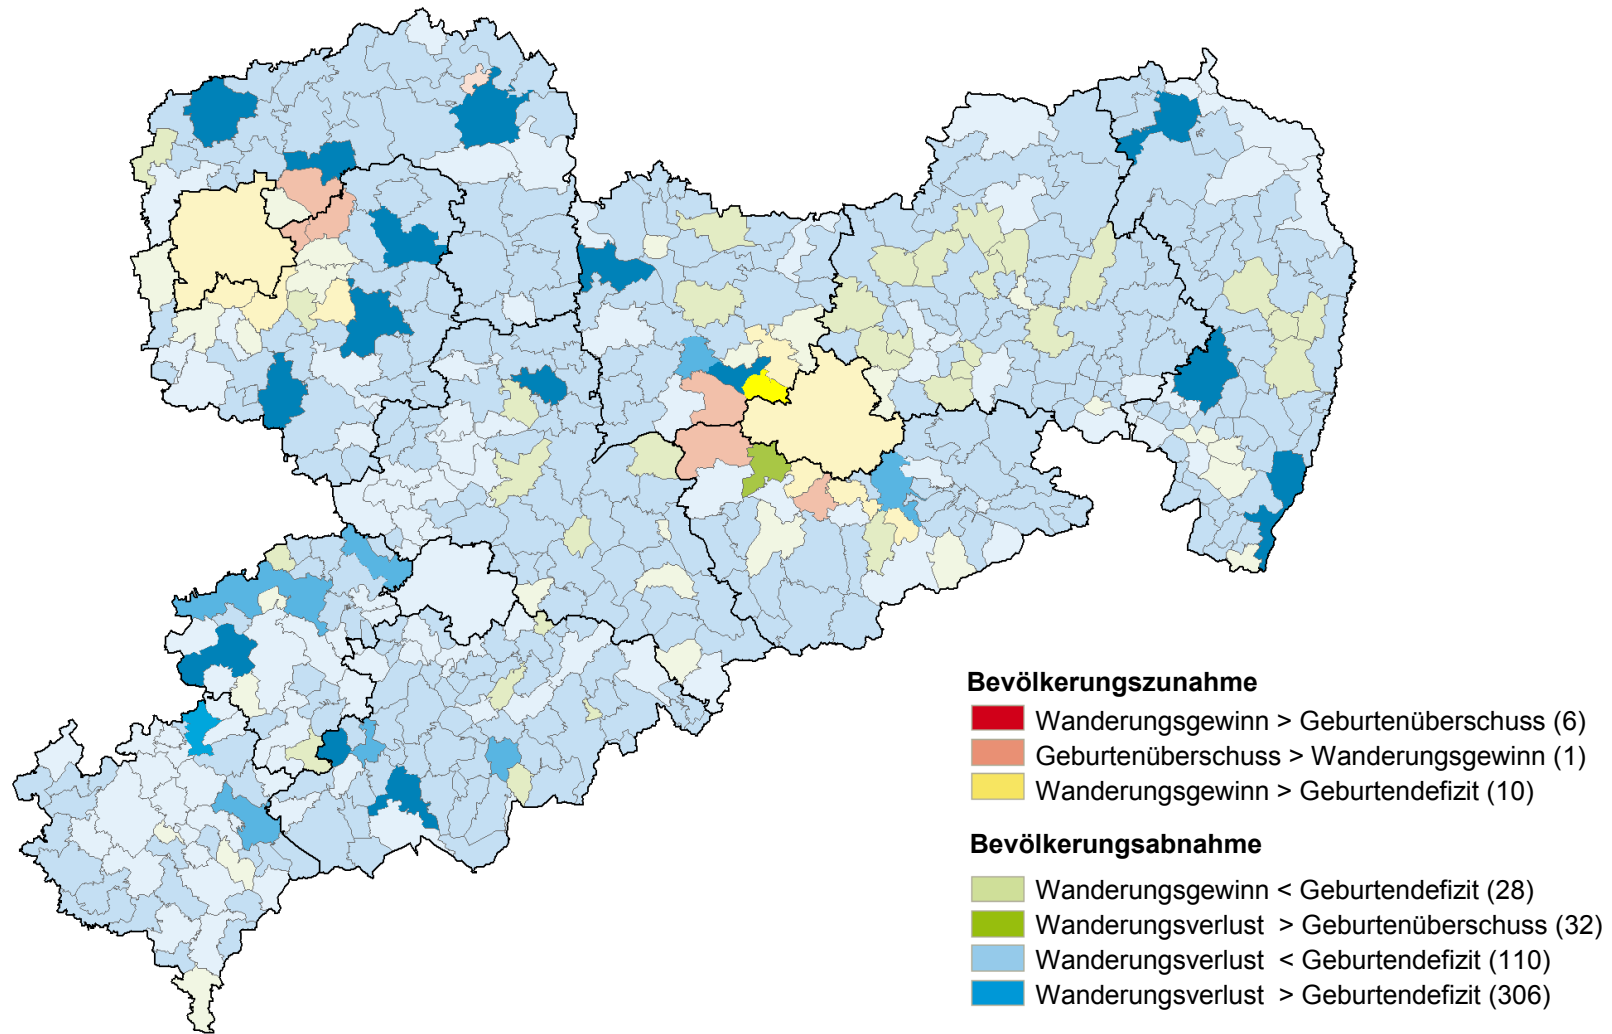 Bevölkerungszunahme
Wanderungsgewinn > Geburtenüberschuss (6)
Geburtenüberschuss > Wanderungsgewinn (1)
Wanderungsgewinn > Geburtendefizit (10)
Bevölkerungsabnahme
Wanderungsgewinn < Geburtendefizit (28)
Wanderungsverlust > Geburtenüberschuss (32)
Wanderungsverlust < Geburtendefizit (110)
Wanderungsverlust > Geburtendefizit (306)